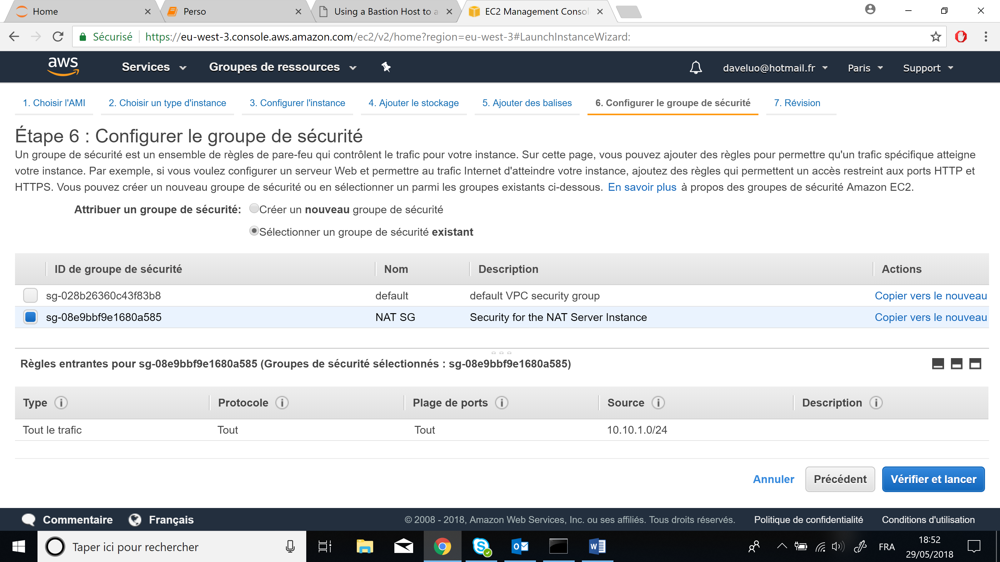 Home
Perso
Using a Bastion Host to a
EC2 Management Consol
Sécurisé
https://eu-west-3.console.aws.amazon.com/ec2/v2/home?region=eu-west-3#LaunchInstanceWizard:
aws
Services
Groupes de ressources
daveluo@hotmail.fr
Paris
Support
1. Choisir l'AMI
2. Choisir un type d'instance
3. Configurer l'instance
4. Ajouter le stockage
5. Ajouter des balises
6. Configurer le groupe de sécurité
7. Révision
Étape 6 : Configurer le groupe de sécurité
Un groupe de sécurité est un ensemble de règles de pare-feu qui contrôlent le trafic pour votre instance. Sur cette page, vous pouvez ajouter des règles pour permettre qu'un trafic spécifique atteigne
votre instance. Par exemple, si vous voulez configurer un serveur Web et permettre au trafic Internet d'atteindre votre instance, ajoutez des règles qui permettent un accès restreint aux ports HTTP et
HTTPS. Vous pouvez créer un nouveau groupe de sécurité ou en sélectionner un parmi les groupes existants ci-dessous. En savoir plus à propos des groupes de sécurité Amazon EC2.
Attribuer un groupe de sécurité: Créer un nouveau groupe de sécurité
Sélectionner un groupe de sécurité existant
ID de groupe de sécurité Nom Description Actions
sg-028b26360c43f83b8 default default VPC security group Copier vers le nouveau
sg-08e9bbf9e1680a585 NAT SG Security for the NAT Server Instance Copier vers le nouveau
Règles entrantes pour sg-08e9bbf9e1680a585 (Groupes de sécurité sélectionnés : sg-08e9bbf9e1680a585)
Type Protocole Plage de ports Source Description
Tout le trafic Tout Tout 10.10.1.0/24
Annuler
Précédent
Vérifier et lancer
Commentaire
Français
© 2008 - 2018, Amazon Web Services, Inc. ou ses affiliés. Tous droits réservés.
Politique de confidentialité
Conditions d'utilisation
Taper ici pour rechercher
FRA
18:52
29/05/2018